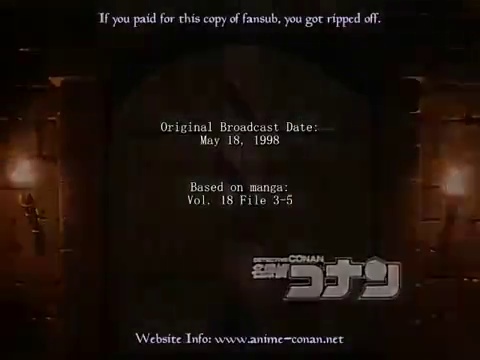 If you paid for this copy of fansub, you got ripped off.
Original Broadcast Date:
May 18, 1998
Based on manga:
Vol. 18 File 3-5
DETECTIVE CONAN
名探偵コナン
Website Info: www.anime-conan.net